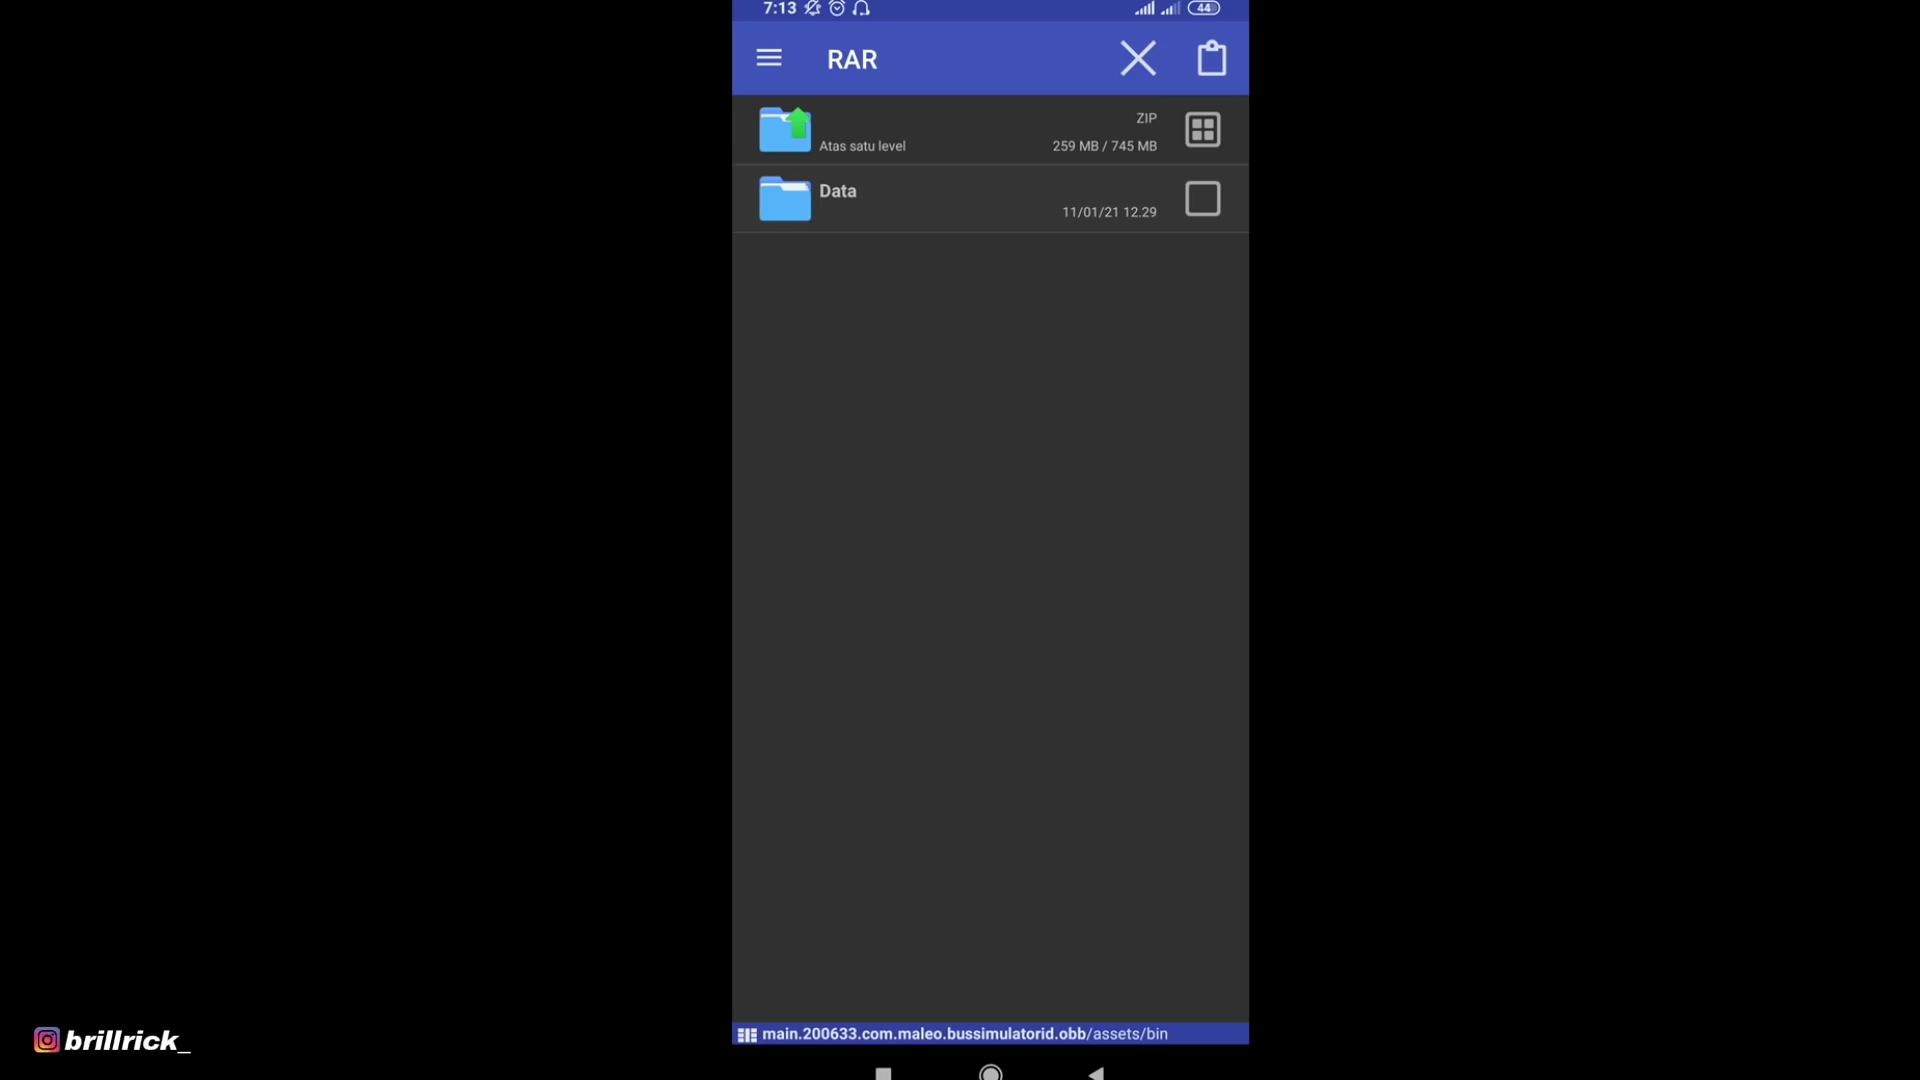 7:13
44
RAR
ZIP
Atas satu level
259 MB / 745 MB
Data
11/01/21 12.29
main.200633.com.maleo.bussimulatorid.obb/assets/bin
brillrick_